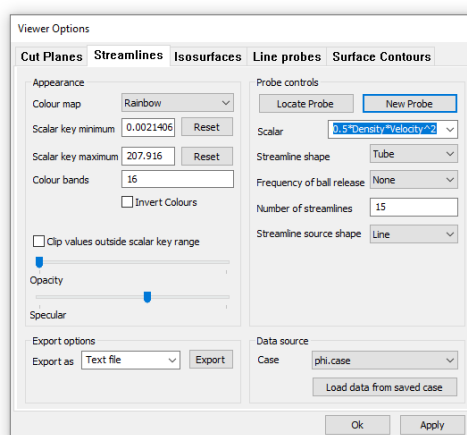 Viewer Options
Cut Planes Streamlines Isosurfaces Line probes Surface Contours
Appearance
Colour map Rainbow
Scalar key minimum 0.0021406 Reset
Scalar key maximum 207.916 Reset
Colour bands 16
Invert Colours
Clip values outside scalar key range
Opacity
Specular
Export options
Export as Text file Export
Probe controls
Locate Probe New Probe
Scalar 0.5*Density*Velocity^2
Streamline shape Tube
Frequency of ball release None
Number of streamlines 15
Streamline source shape Line
Data source
Case phi.case
Load data from saved case
Ok Apply